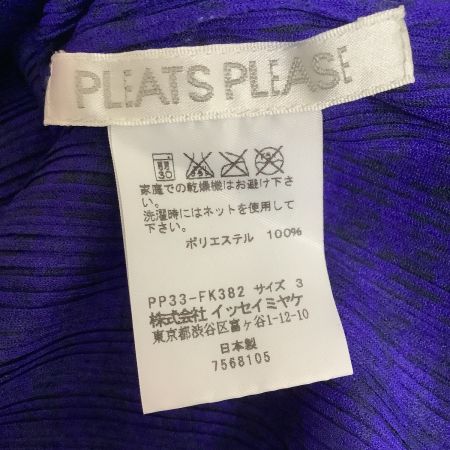 PLEATS PLEASE
家庭での乾燥機はお避け下さ
い。
洗濯時にはネットを使用して
下さい。
ポリエステル 100%
PP33-FK382 サイズ 3
株式会社 イッセイミヤケ
東京都渋谷区富ヶ谷1-12-10
日本製
7568105